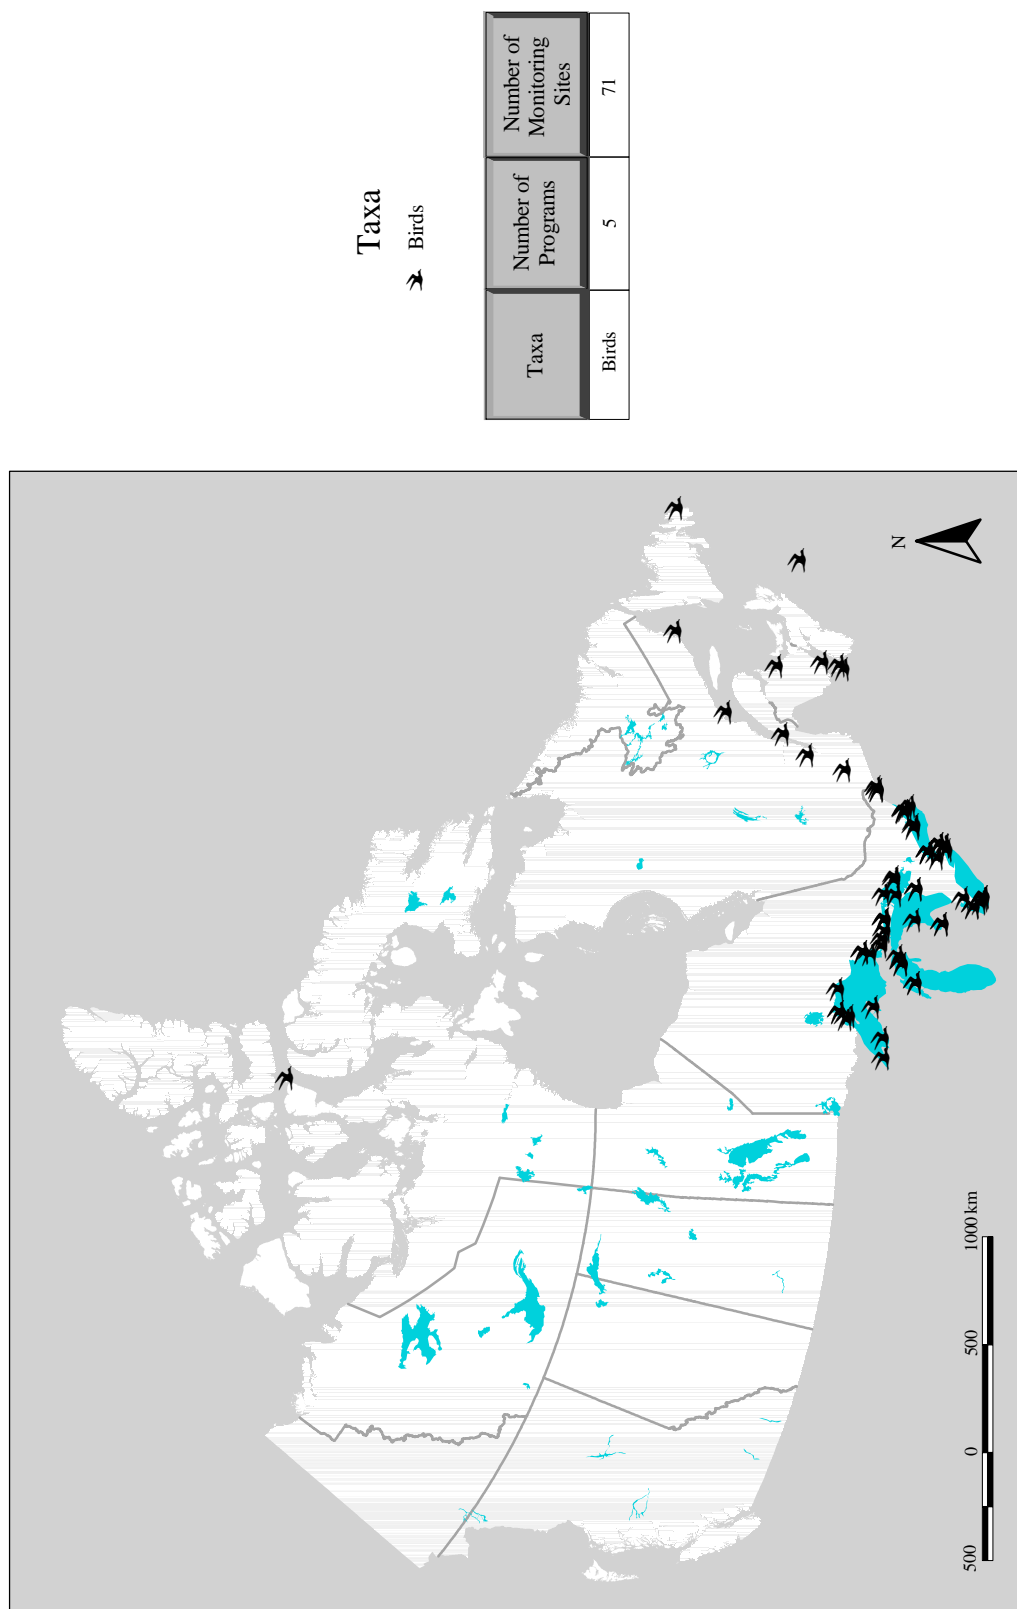 Taxa
Birds
Taxa
Number of
Programs
Number of
Monitoring
Sites
Birds
5
71
N
500
0
500
1000 km